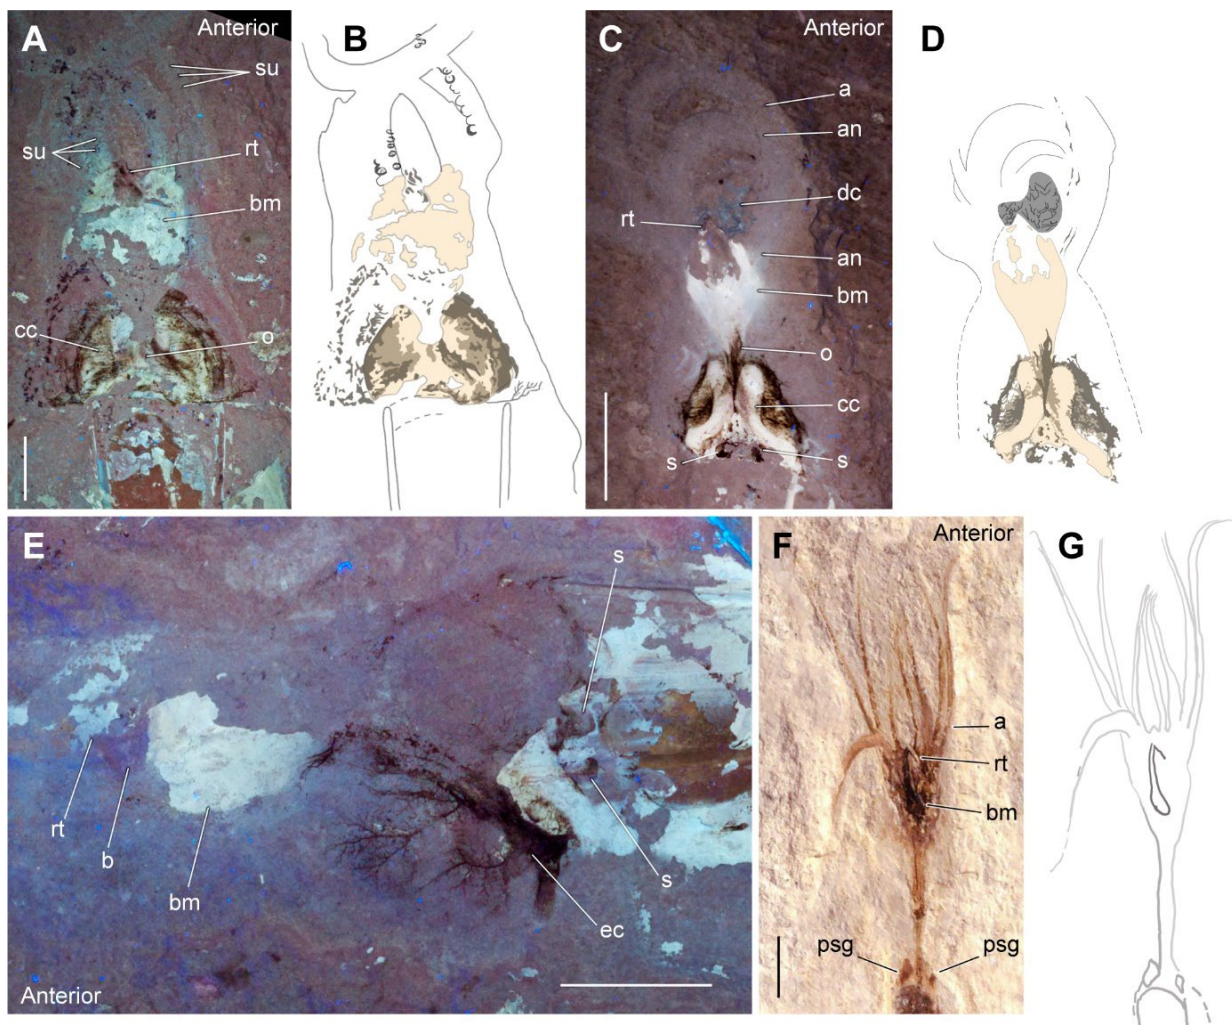 A
Anterior
su
su
rt
bm
cc
o
B
C
Anterior
a
an
dc
rt
an
bm
o
cc
s
s
D
E
s
rt
b
bm
s
ec
Anterior
F
Anterior
a
rt
bm
psg
psg
G